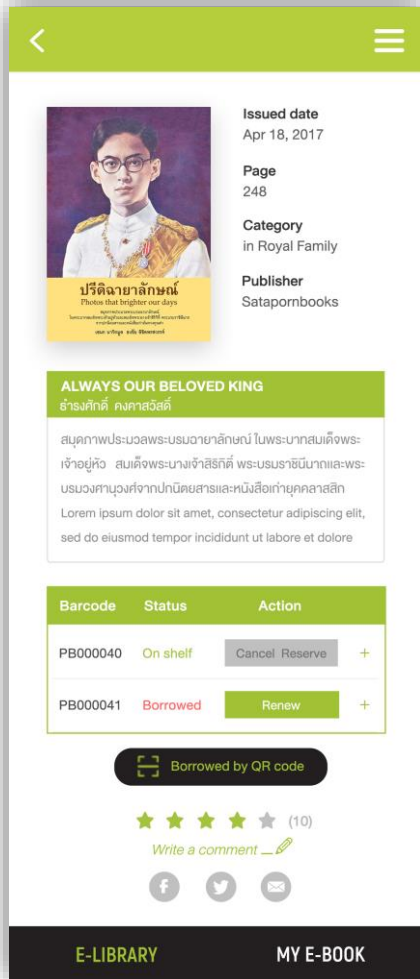 Issued date
Apr 18, 2017
Page
248
Category
in Royal Family
Publisher
Satapornbooks
ปรีดิฉายาลักษณ์
Photos that brighter our days
ALWAYS OUR BELOVED KING
ธำรงศักดิ์ คงคาสวัสดิ์
สมุดภาพประมวลพระบรมฉายาลักษณ์ ในพระบาทสมเด็จพระ
เจ้าอยู่หัว สมเด็จพระนางเจ้าสิริกิติ์ พระบรมราชินีนาถและพระ
บรมวงศานุวงศ์จากปกนิตยสารและหนังสือเก่ายุคคลาสสิก
Lorem ipsum dolor sit amet, consectetur adipiscing elit,
sed do eiusmod tempor incididunt ut labore et dolore
Barcode Status Action
PB000040 On shelf Cancel Reserve +
PB000041 Borrowed Renew +
Borrowed by QR code
(10)
Write a comment
E-LIBRARY MY E-BOOK